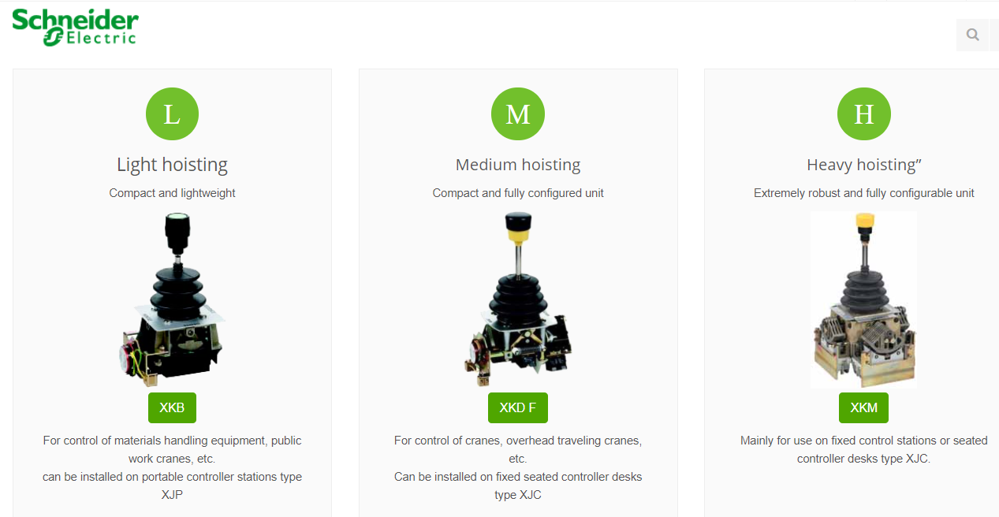 Schneider
Electric
L
Light hoisting
Compact and lightweight
XKB
For control of materials handling equipment, public
work cranes, etc.
can be installed on portable controller stations type
XJP
M
Medium hoisting
Compact and fully configured unit
XKD F
For control of cranes, overhead traveling cranes,
etc.
Can be installed on fixed seated controller desks
type XJC
H
Heavy hoisting”
Extremely robust and fully configurable unit
XKM
Mainly for use on fixed control stations or seated
controller desks type XJC.